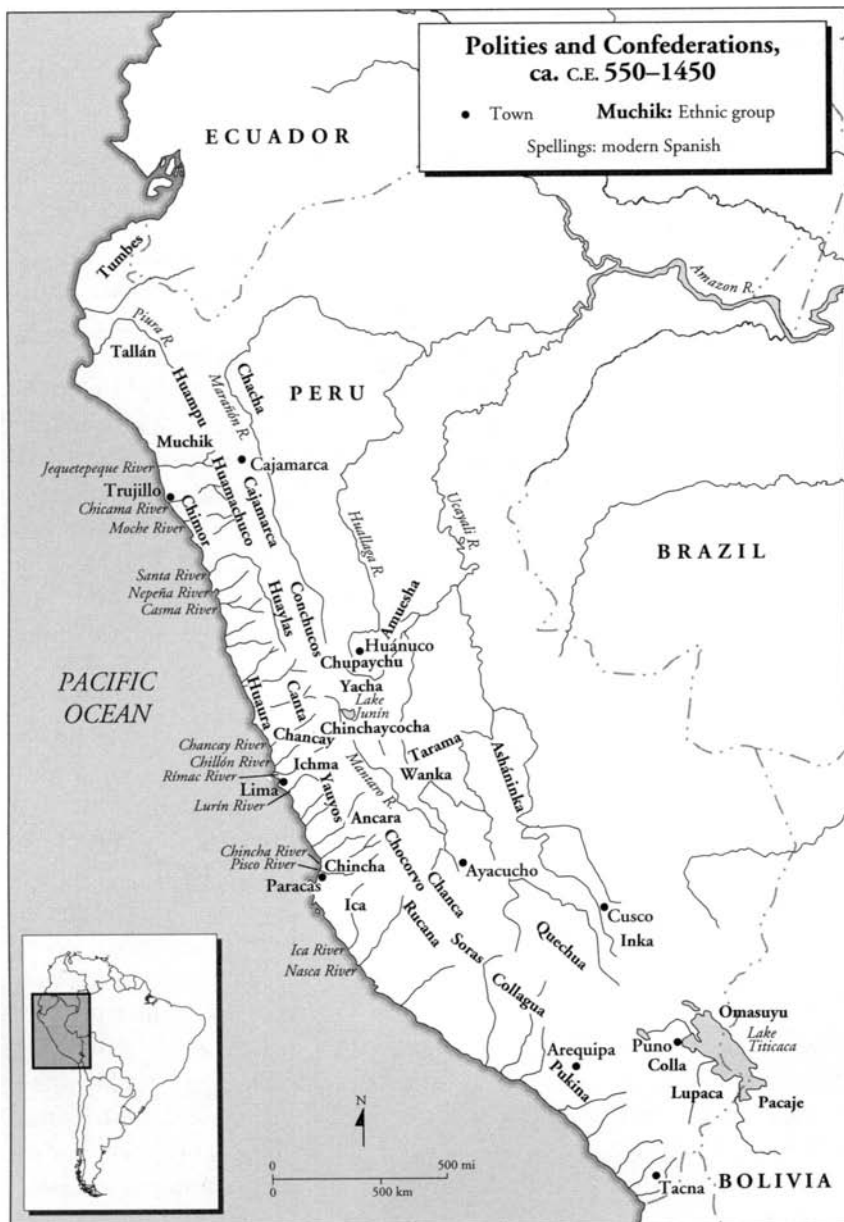 Polities and Confederations,
ca. C.E. 550–1450
• Town
Muchik: Ethnic group
Spellings: modern Spanish
ECUADOR
Tumbes
Amazon R.
Piura R.
Tallán
Huampu
Marañón R.
Chacha
PERU
Muchik
Cajamarca
Jequetepeque River
Trujillo
Huamachuco
Cajamarca
Chicama River
Chimor
Moche River
Huallaga R.
Ucayali R.
BRAZIL
Santa River
Nepeña River
Casma River
Huaylas
Conchucos
Amuesha
Huánuco
Chupaychu
Yacha
Lake
Junín
PACIFIC
OCEAN
Huaura
Canta
Chinchaycocha
Chancay
Chancay River
Chillón River
Rímac River
Ichma
Lima
Lurín River
Yauyos
Mantaro R.
Tarama
Wanka
Asháninka
Ancara
Chincha River
Pisco River
Chincha
Paracas
Chocorvo
Chanca
Ayacucho
Ica
Rucana
Soras
Quechua
Cusco
Inka
Ica River
Nasca River
Collagua
Omasuyu
Lake
Titicaca
Puno
Colla
Arequipa
Pukina
Lupaca
Pacaje
N
0 500 mi
0 500 km
BOLIVIA
Tacna